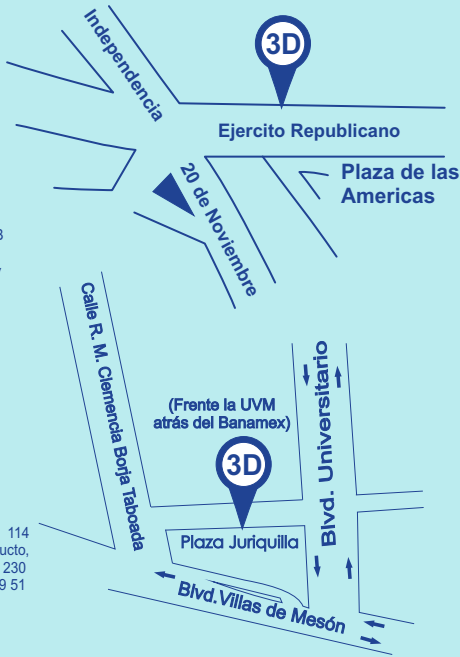 3D
Independencia
Ejercito Republicano
Plaza de las
Americas
20 de Noviembre
3
Calle R. M. Clemencia Borja Taboada
Blvd. Universitario
(Frente la UVM
atrás del Banamex)
3D
Plaza Juriquilla
114
ucto,
230
9 51
Blvd.Villas de Mesón